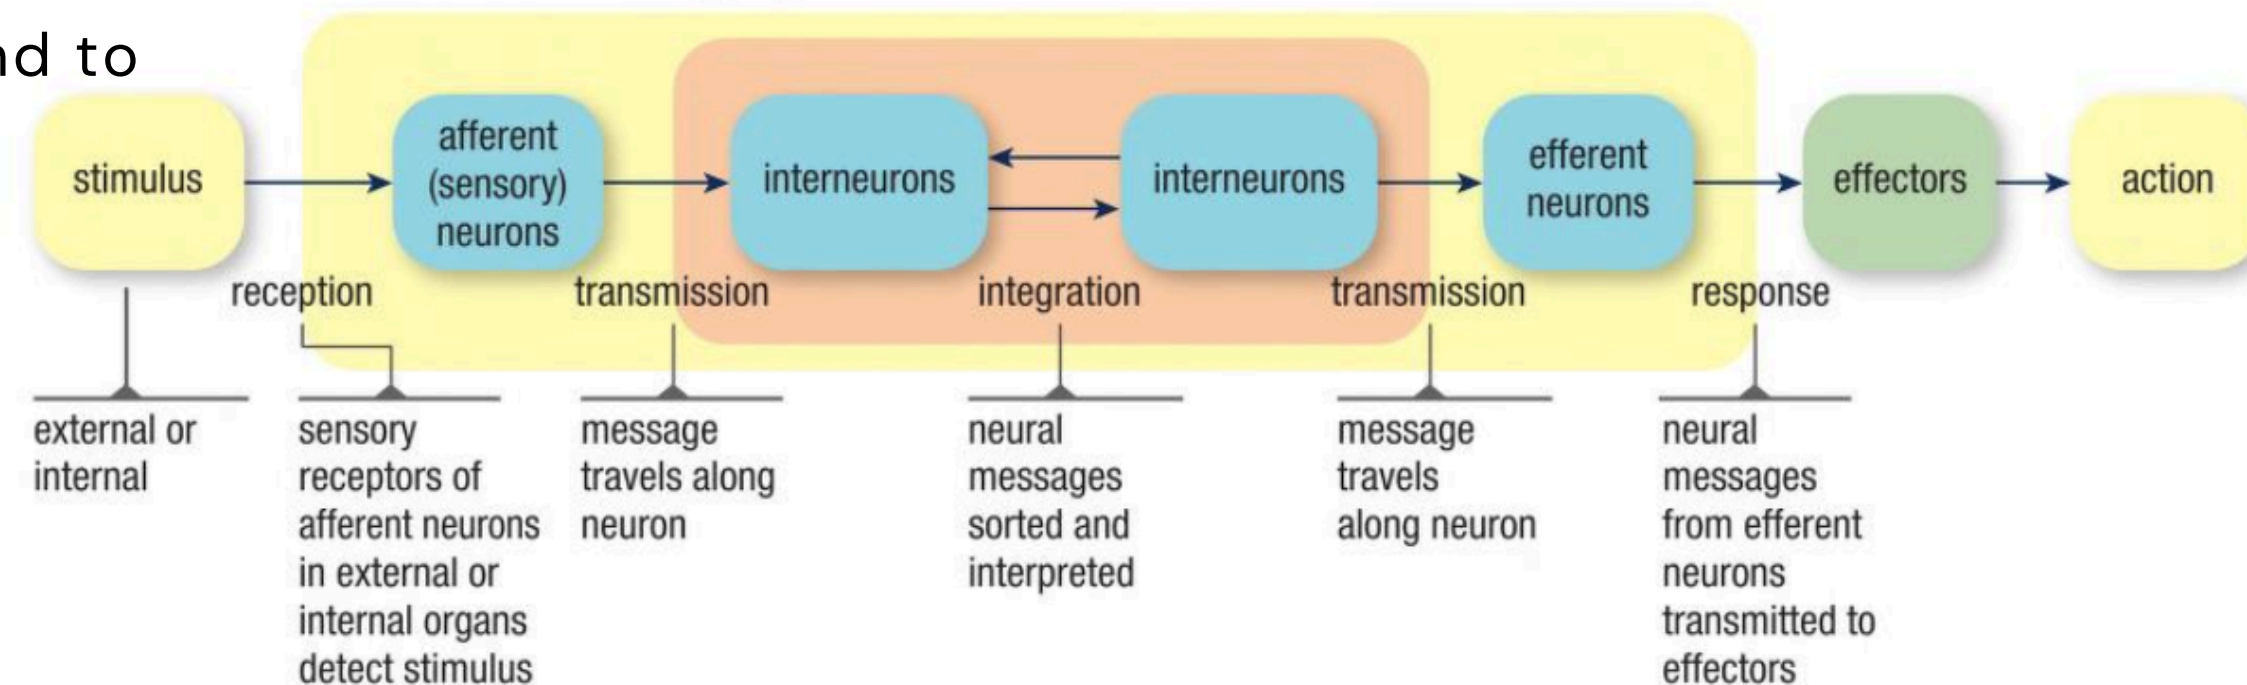 nd to
stimulus
afferent
(sensory)
neurons
interneurons
interneurons
efferent
neurons
effectors
action
reception
transmission
integration
transmission
response
external or
internal
sensory
receptors of
afferent neurons
in external or
internal organs
detect stimulus
message
travels along
neuron
neural
messages
sorted and
interpreted
message
travels
along neuron
neural
messages
from efferent
neurons
transmitted to
effectors